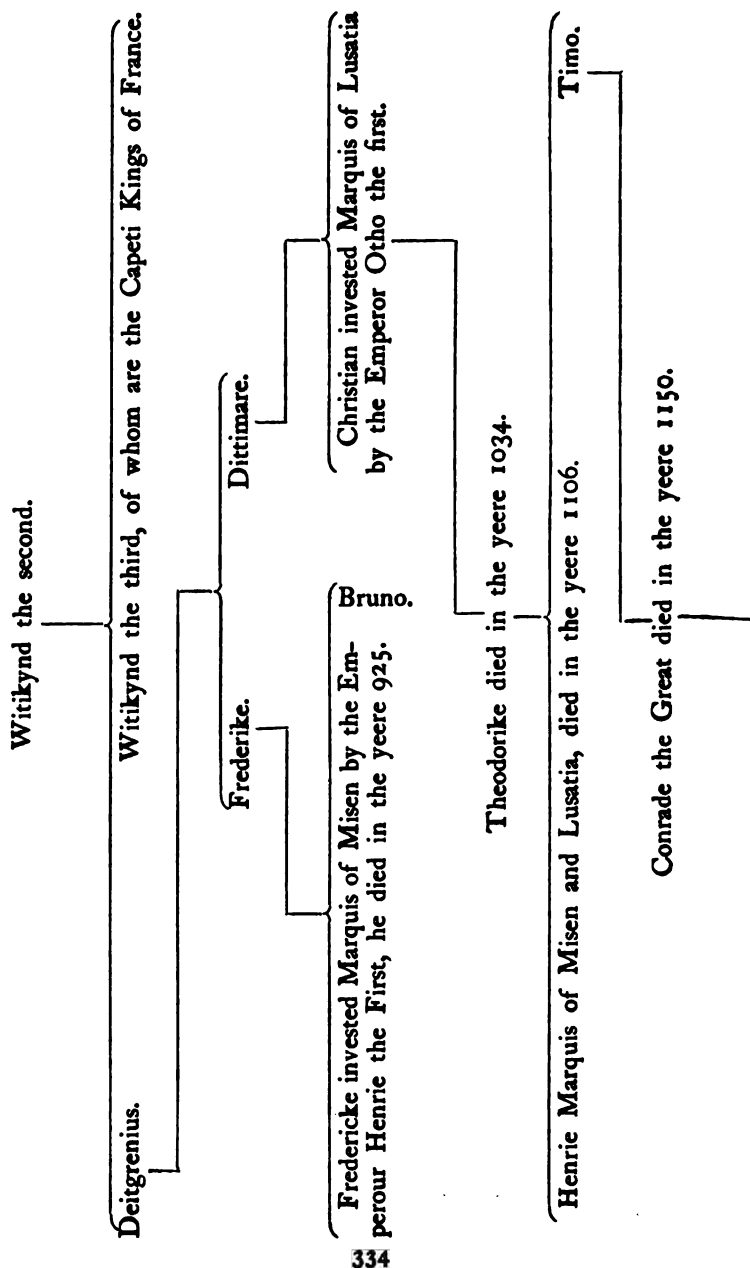 Witikynd the second.
Deitgrenius.
Witikynd the third, of whom are the Capeti Kings of France.
Frederike.
Dittimare.
Fredericke invested Marquis of Misen by the Em-
perour Henrie the First, he died in the yeere 925.
Bruno.
Christian invested Marquis of Lusatia
by the Emperor Otho the first.
Theodorike died in the yeere 1034.
Henrie Marquis of Misen and Lusatia, died in the yeere 1106.
Timo.
Conrade the Great died in the yeere 1150.
334